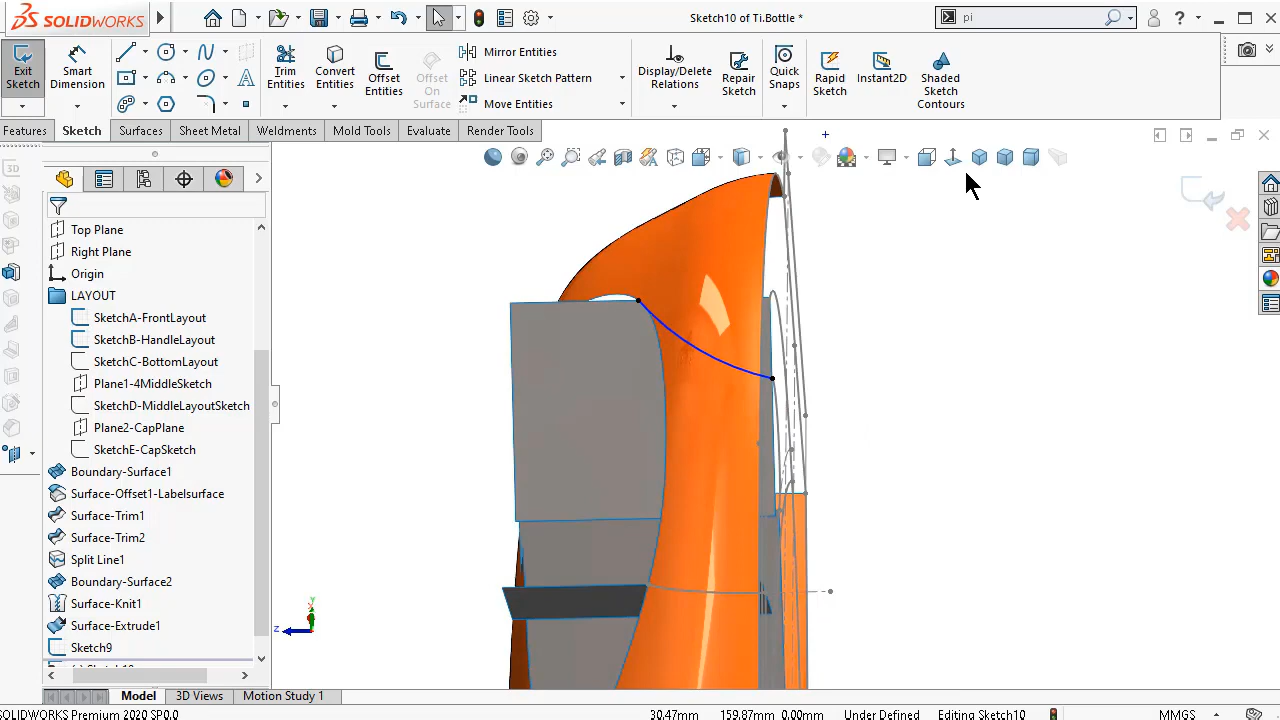 SOLIDWORKS
Sketch10 of Ti.Bottle *
pi
Exit Sketch
Smart Dimension
Trim Entities
Convert Entities
Offset Entities
Offset On Surface
Mirror Entities
Linear Sketch Pattern
Move Entities
Display/Delete Relations
Repair Sketch
Quick Snaps
Rapid Sketch
Instant2D
Shaded Sketch Contours
Features
Sketch
Surfaces
Sheet Metal
Weldments
Mold Tools
Evaluate
Render Tools
Top Plane
Right Plane
Origin
LAYOUT
SketchA-FrontLayout
SketchB-HandleLayout
SketchC-BottomLayout
Plane1-4MiddleSketch
SketchD-MiddleLayoutSketch
Plane2-CapPlane
SketchE-CapSketch
Boundary-Surface1
Surface-Offset1-Labelsurface
Surface-Trim1
Surface-Trim2
Split Line1
Boundary-Surface2
Surface-Knit1
Surface-Extrude1
Sketch9
Y
Z
Model
3D Views
Motion Study 1
SOLIDWORKS Premium 2020 SP0.0
30.47mm
159.87mm 0.00mm
Under Defined
Editing Sketch10
MMGS